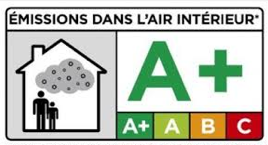 ÉMISSIONS DANS L'AIR INTÉRIEUR*
A+
A+ A B C